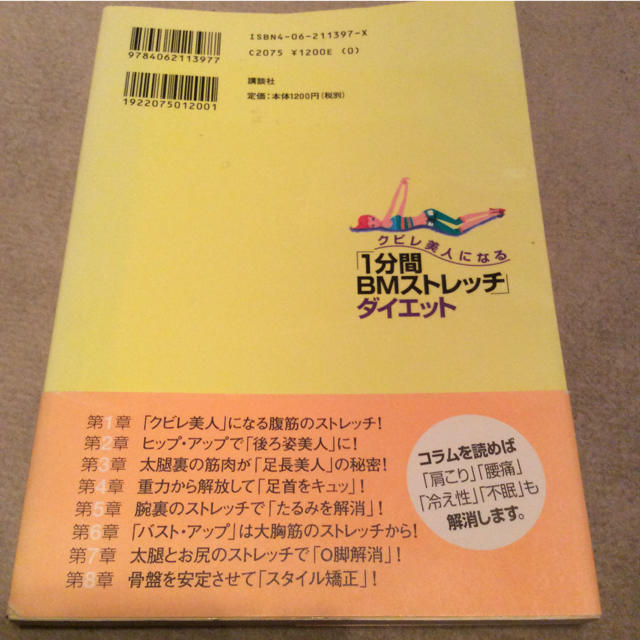 ISBN4-06-211397-X
C2075 ¥1200E (0)
9784062113977
講談社
定価：本体1200円(税別)
1922075012001
クビレ美人になる
「1分間
BMストレッチ」
ダイエット
第1章 「クビレ美人」になる腹筋のストレッチ!
第2章 ヒップ・アップで「後ろ姿美人」に!
第3章 太腿裏の筋肉が「足長美人」の秘密!
第4章 重力から解放して「足首をキュッ」!
第5章 腕裏のストレッチで「たるみを解消」!
第6章 「バスト・アップ」は大胸筋のストレッチから!
第7章 太腿とお尻のストレッチで「O脚解消」!
第8章 骨盤を安定させて「スタイル矯正」!
コラムを読めば
「肩こり」「腰痛」
「冷え性」「不眠」も
解消します。